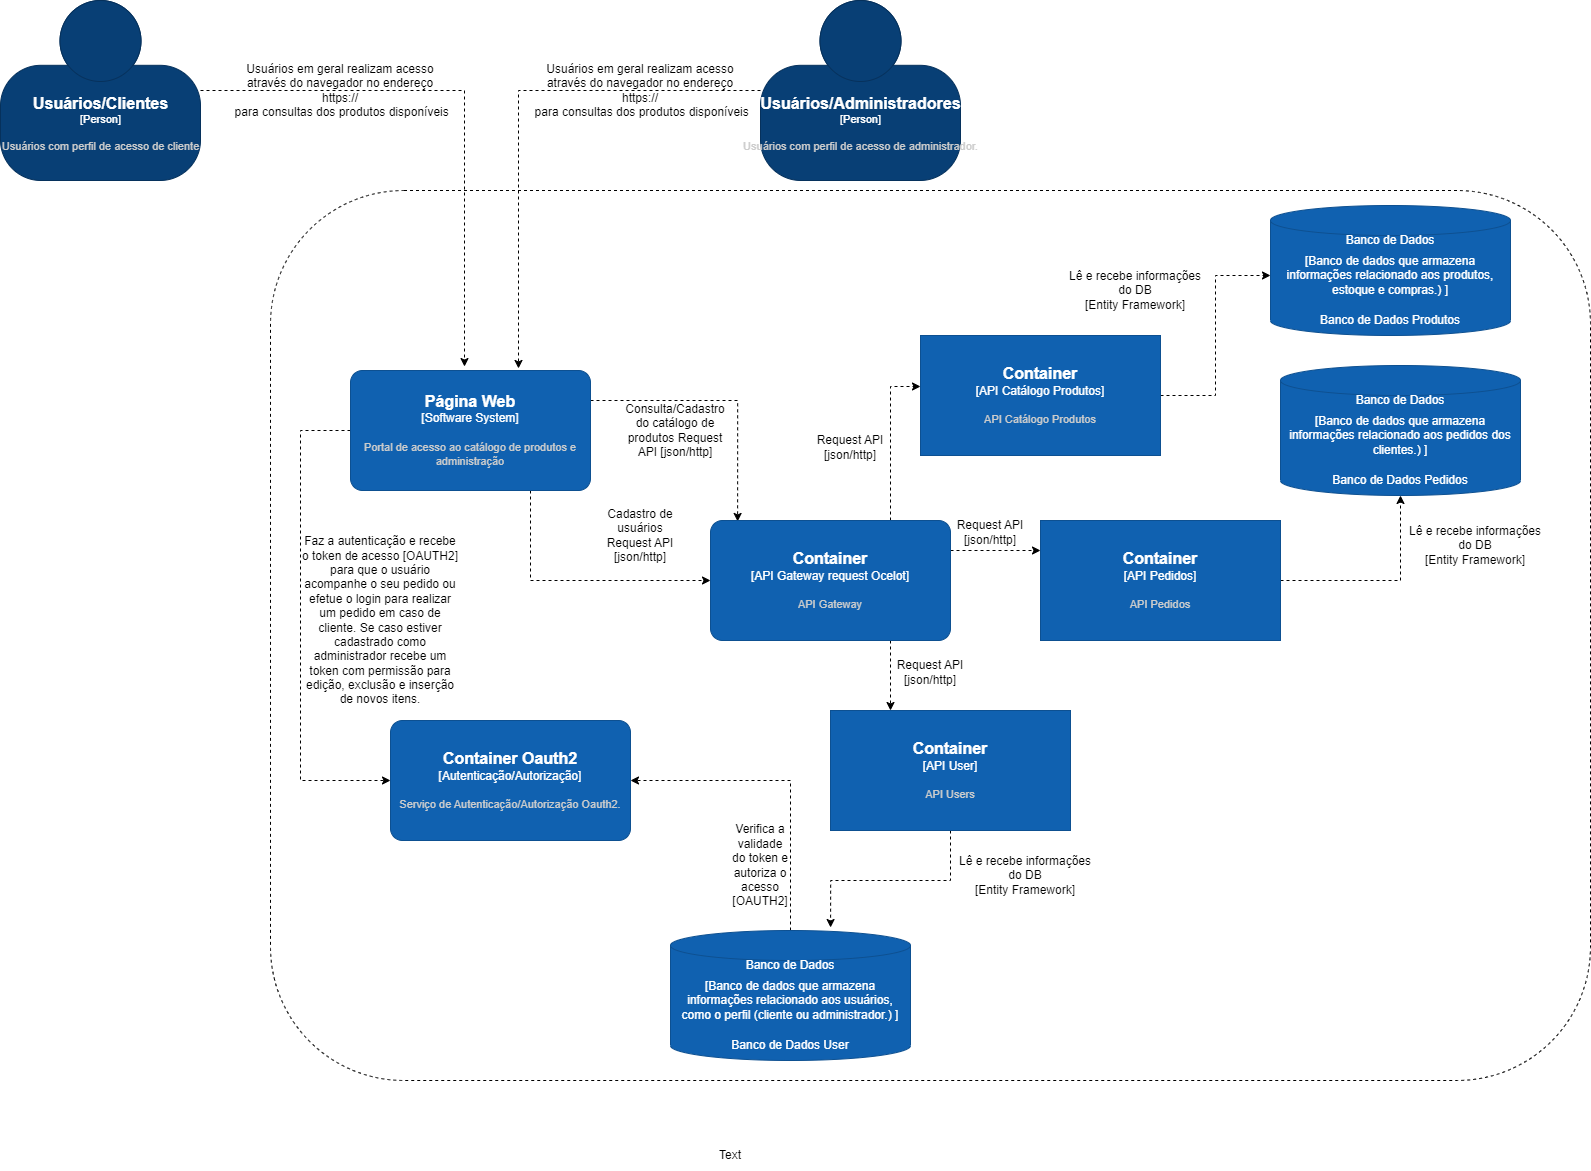 Usuários/Clientes
[Person]
Usuários com perfil de acesso de cliente
Usuários em geral realizam acesso
através do navegador no endereço
https://
para consultas dos produtos disponíveis
Usuários em geral realizam acesso
através do navegador no endereço
https://
para consultas dos produtos disponíveis
Usuários/Administradores
[Person]
Usuários com perfil de acesso de administrador.
Banco de Dados
[Banco de dados que armazena
informações relacionado aos produtos,
estoque e compras.) ]
Banco de Dados Produtos
Lê e recebe informações
do DB
[Entity Framework]
Container
[API Catálogo Produtos]
API Catálogo Produtos
Banco de Dados
[Banco de dados que armazena
informações relacionado aos pedidos dos
clientes.) ]
Banco de Dados Pedidos
Página Web
[Software System]
Portal de acesso ao catálogo de produtos e
administração
Consulta/Cadastro
do catálogo de
produtos Request
API [json/http]
Request API
[json/http]
Cadastro de
usuários
Request API
[json/http]
Container
[API Gateway request Ocelot]
API Gateway
Request API
[json/http]
Container
[API Pedidos]
API Pedidos
Lê e recebe informações
do DB
[Entity Framework]
Faz a autenticação e recebe
o token de acesso [OAUTH2]
para que o usuário
acompanhe o seu pedido ou
efetue o login para realizar
um pedido em caso de
cliente. Se caso estiver
cadastrado como
administrador recebe um
token com permissão para
edição, exclusão e inserção
de novos itens.
Request API
[json/http]
Container Oauth2
[Autenticação/Autorização]
Serviço de Autenticação/Autorização Oauth2.
Container
[API User]
API Users
Verifica a
validade
do token e
autoriza o
acesso
[OAUTH2]
Lê e recebe informações
do DB
[Entity Framework]
Banco de Dados
[Banco de dados que armazena
informações relacionado aos usuários,
como o perfil (cliente ou administrador.) ]
Banco de Dados User
Text